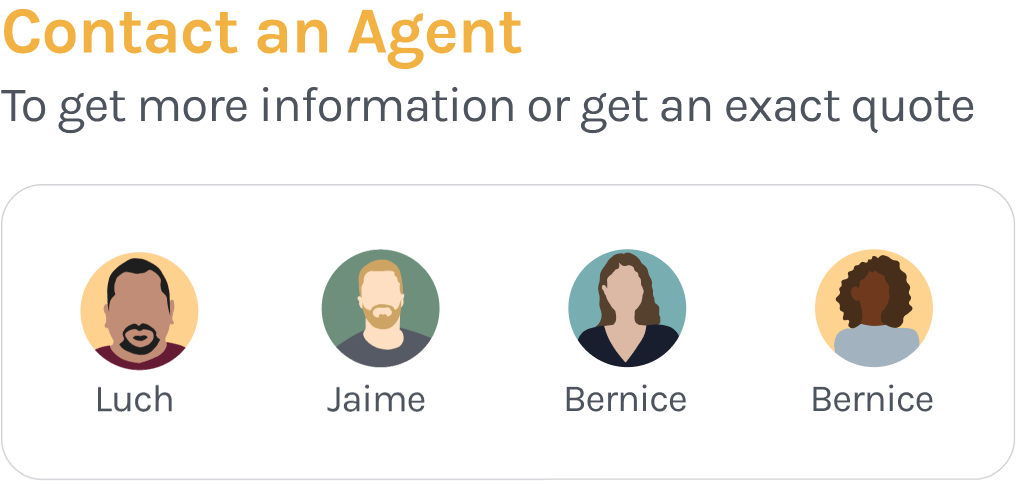 Contact an Agent
To get more information or get an exact quote
Luch Jaime Bernice Bernice